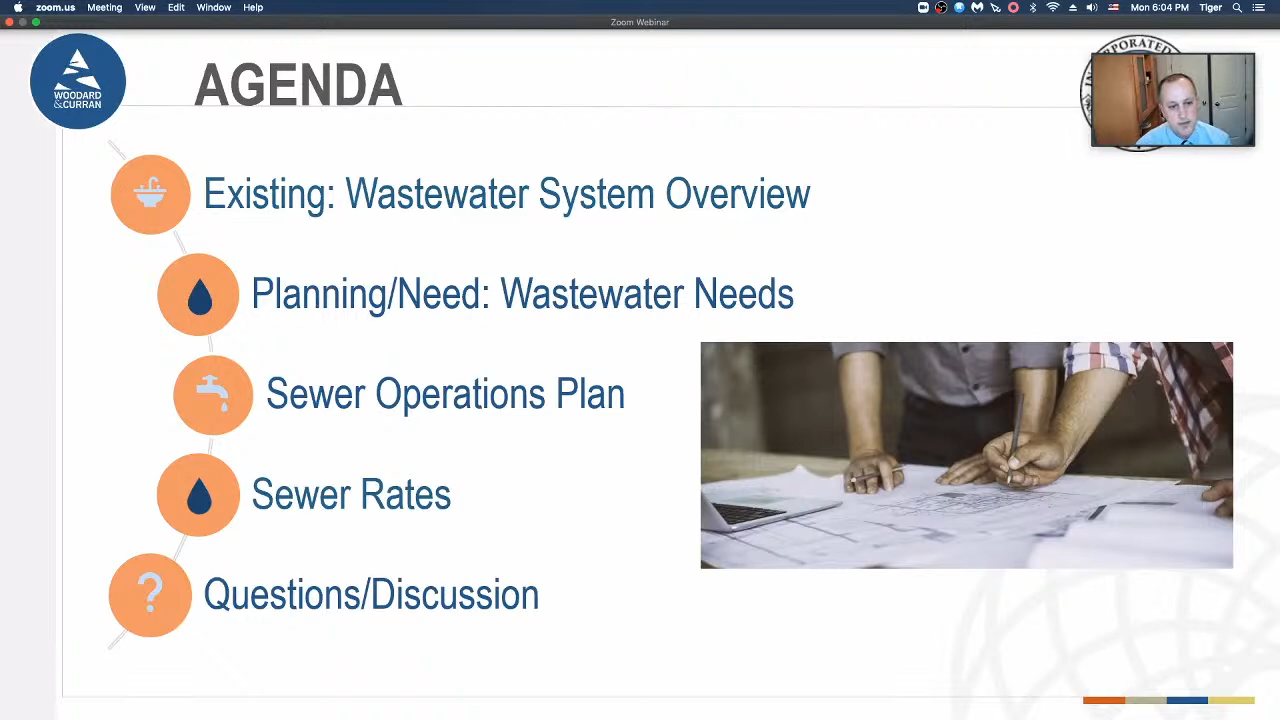 zoom.us Meeting View Edit Window Help Mon 6:04 PM Tiger
Zoom Webinar
WOODARD
&CURRAN
AGENDA
INCORPORATED
Existing: Wastewater System Overview
Planning/Need: Wastewater Needs
Sewer Operations Plan
Sewer Rates
?
Questions/Discussion